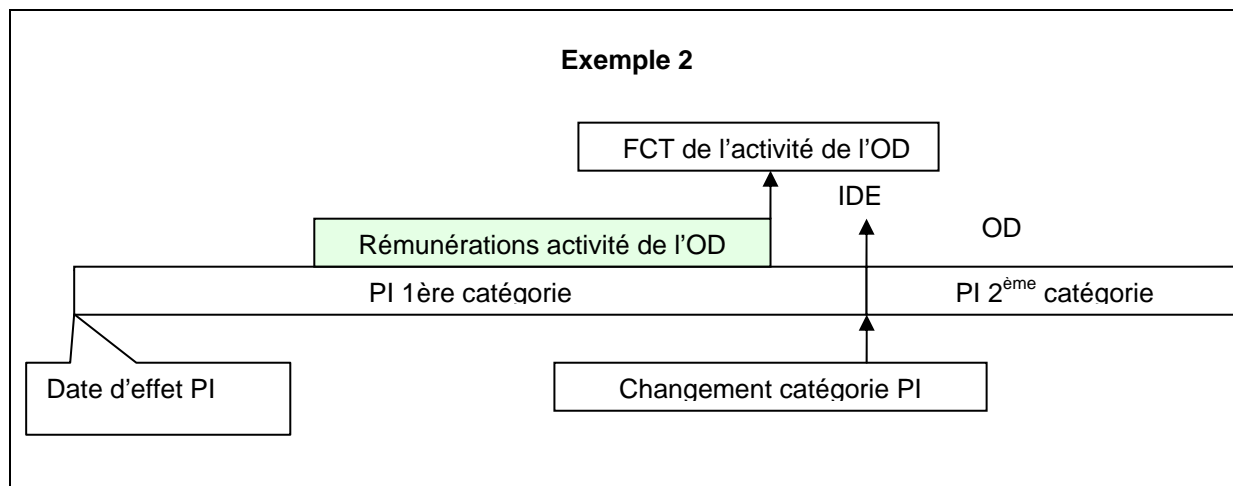 Exemple 2
FCT de l’activité de l’OD
IDE
OD
Rémunérations activité de l’OD
PI 1ère catégorie
PI 2ème catégorie
Date d’effet PI
Changement catégorie PI